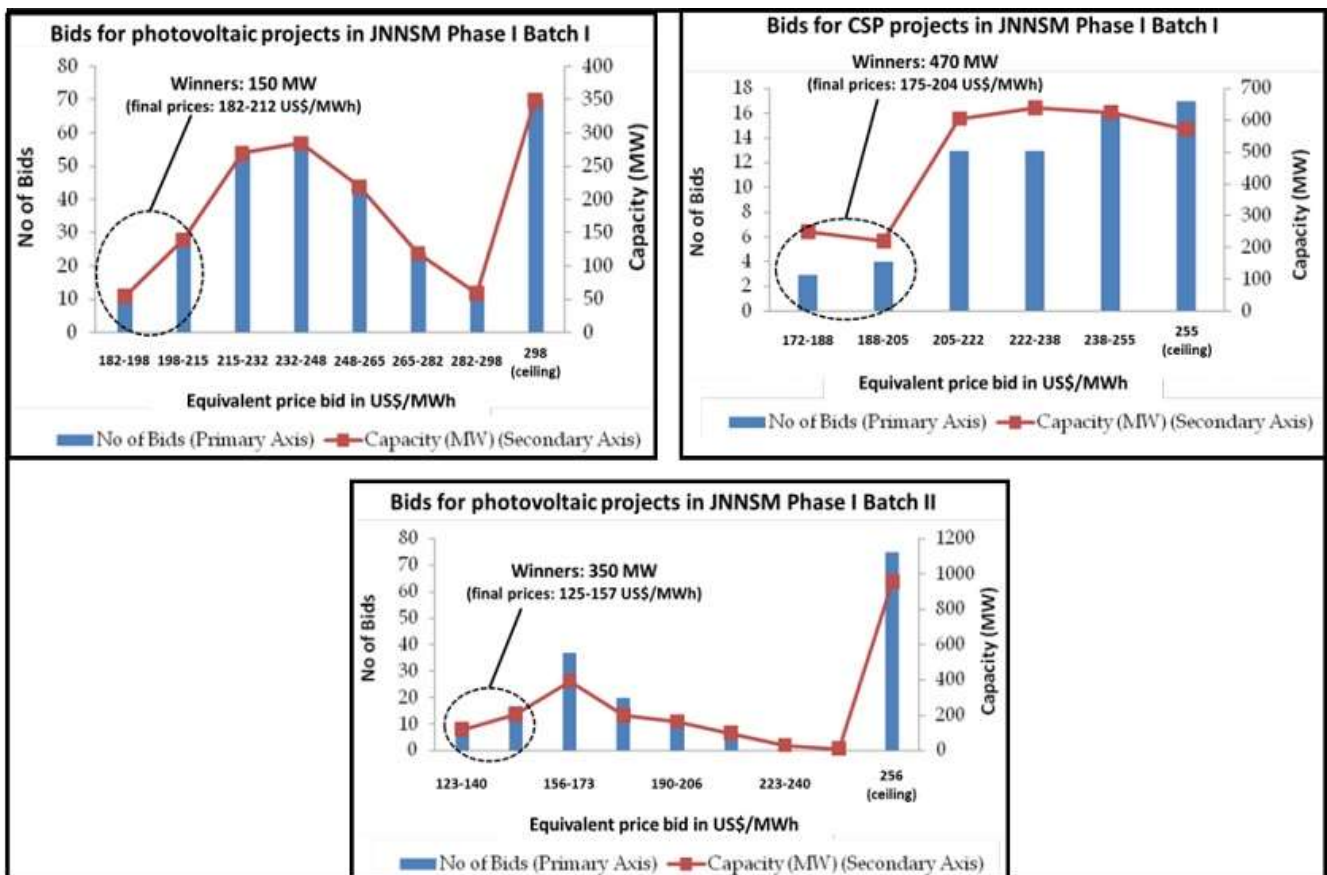 Bids for photovoltaic projects in JNNSM Phase I Batch I
Winners: 150 MW
(final prices: 182-212 US$/MWh)
No of Bids
80
70
60
50
40
30
20
10
0
Capacity (MW)
400
350
300
250
200
150
100
50
0
182-198 198-215 215-232 232-248 248-265 265-282 282-298 298
(ceiling)
Equivalent price bid in US$/MWh
No of Bids (Primary Axis) Capacity (MW) (Secondary Axis)
Bids for CSP projects in JNNSM Phase I Batch I
Winners: 470 MW
(final prices: 175-204 US$/MWh)
No of Bids
18
16
14
12
10
8
6
4
2
0
Capacity (MW)
700
600
500
400
300
200
100
0
172-188 188-205 205-222 222-238 238-255 255
(ceiling)
Equivalent price bid in US$/MWh
No of Bids (Primary Axis) Capacity (MW) (Secondary Axis)
Bids for photovoltaic projects in JNNSM Phase I Batch II
Winners: 350 MW
(final prices: 125-157 US$/MWh)
No of Bids
80
70
60
50
40
30
20
10
0
Capacity (MW)
1200
1000
800
600
400
200
0
123-140 156-173 190-206 223-240 256
(ceiling)
Equivalent price bid in US$/MWh
No of Bids (Primary Axis) Capacity (MW) (Secondary Axis)